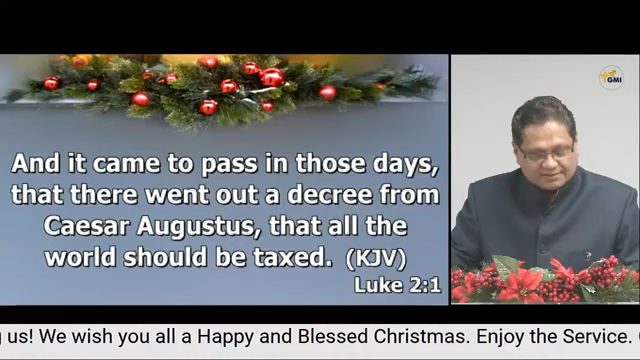 And it came to pass in those days,
that there went out a decree from
Caesar Augustus, that all the
world should be taxed. (KJV)
Luke 2:1
GMI
us! We wish you all a Happy and Blessed Christmas. Enjoy the Service.